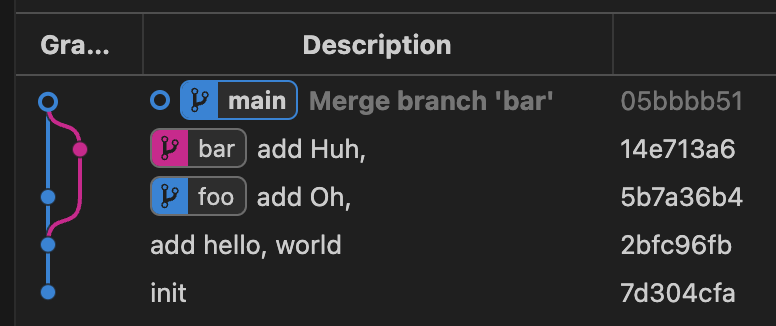 Gra... Description
main Merge branch 'bar' 05bbbb51
bar add Huh, 14e713a6
foo add Oh, 5b7a36b4
add hello, world 2bfc96fb
init 7d304cfa